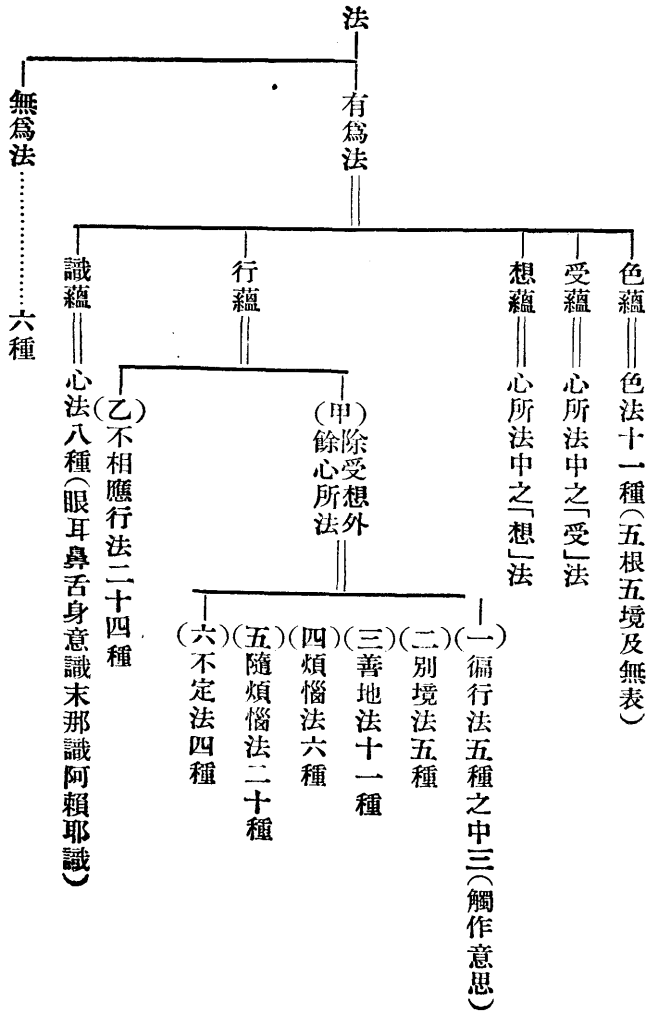 法
有爲法
色蘊 色法十一種(五根五境及無表)
受蘊 心所法中之「受」法
想蘊 心所法中之「想」法
行蘊
(甲)除受想外餘心所法
(一)徧行法五種之中三(觸作意思)
(二)別境法五種
(三)善地法十一種
(四)煩惱法六種
(五)隨煩惱法二十種
(六)不定法四種
(乙)不相應行法二十四種
識蘊 心法八種(眼耳鼻舌身意識末那識阿賴耶識)
無爲法……………六種